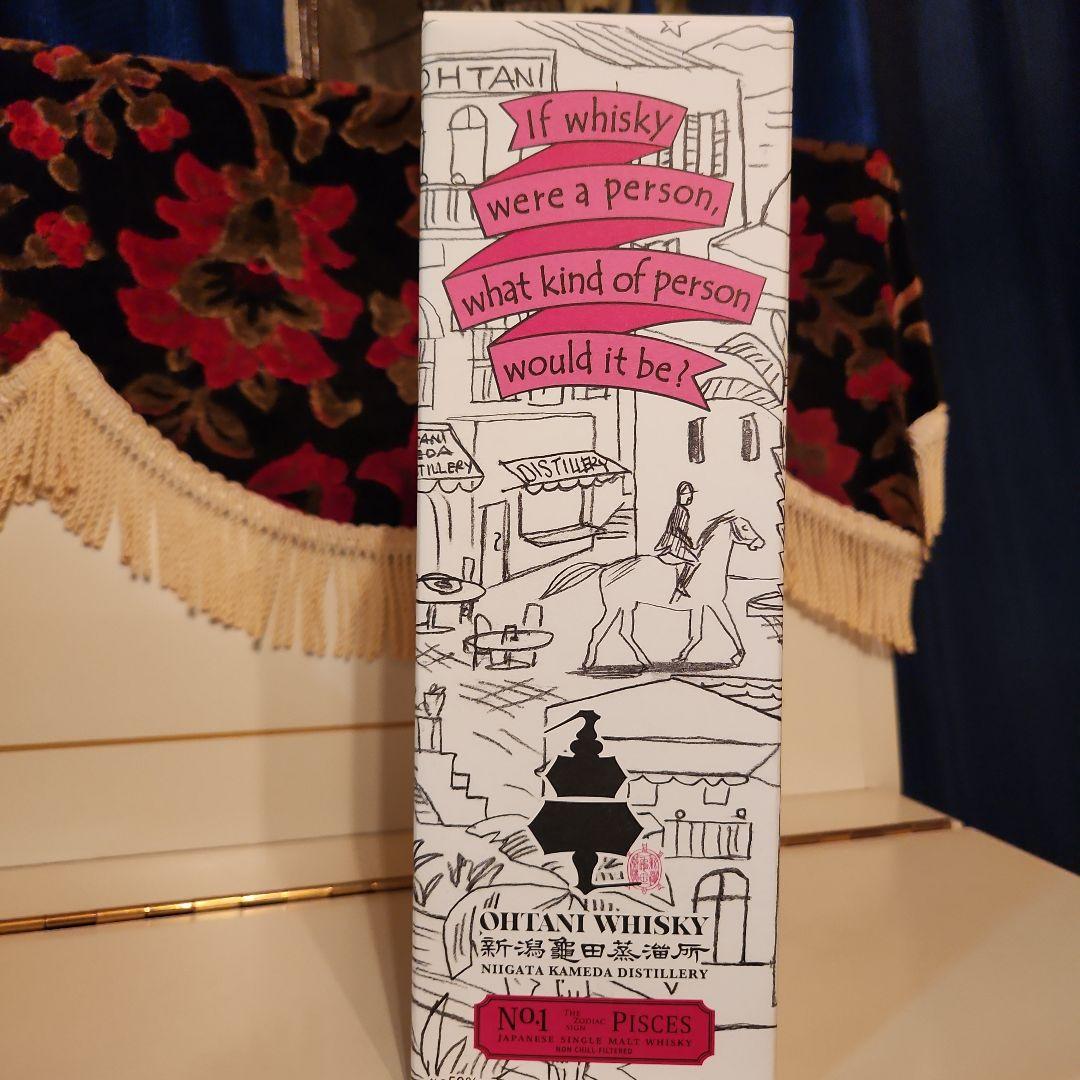 OHTANI
If whisky
were a person,
what kind of person
would it be?
DISTILLERY
OHTANI WHISKY
新潟亀田蒸溜所
NIIGATA KAMEDA DISTILLERY
No.1 THE ZODIAC SIGN PISCES
JAPANESE SINGLE MALT WHISKY
NON CHILL-FILTERED